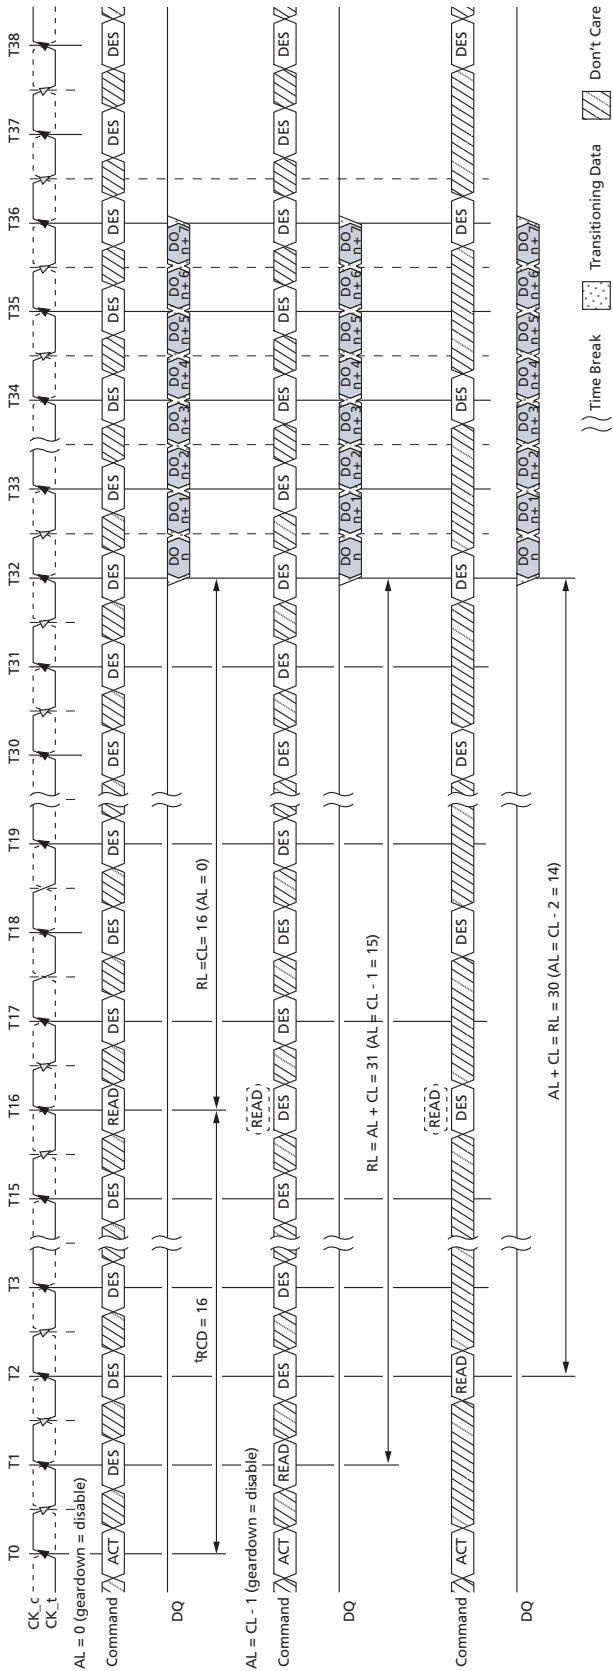 T0 T1 T2 T3 T15 T16 T17 T18 T19 T30 T31 T32 T33 T34 T35 T36 T37 T38
CK_c
CK_t
AL = 0 (geardown = disable)
Command ACT DES DES DES DES READ DES DES DES DES DES DES DES DES DES DES DES DES
DQ DO n DO n+1 DO n+2 DO n+3 DO n+4 DO n+5 DO n+6 DO n+7
tRCD = 16 RL =CL= 16 (AL = 0)
AL = CL - 1 (geardown = disable)
READ
Command ACT READ DES DES DES DES DES DES DES DES DES DES DES DES DES DES DES DES
DQ DO n DO n+1 DO n+2 DO n+3 DO n+4 DO n+5 DO n+6 DO n+7
RL = AL + CL = 31 (AL = CL - 1 = 15)
READ
Command ACT READ DES DES DES DES DES DES DES
DQ DO n DO n+1 DO n+2 DO n+3 DO n+4 DO n+5 DO n+6 DO n+7
AL + CL = RL = 30 (AL = CL - 2 = 14)
Time Break Transitioning Data Don't Care